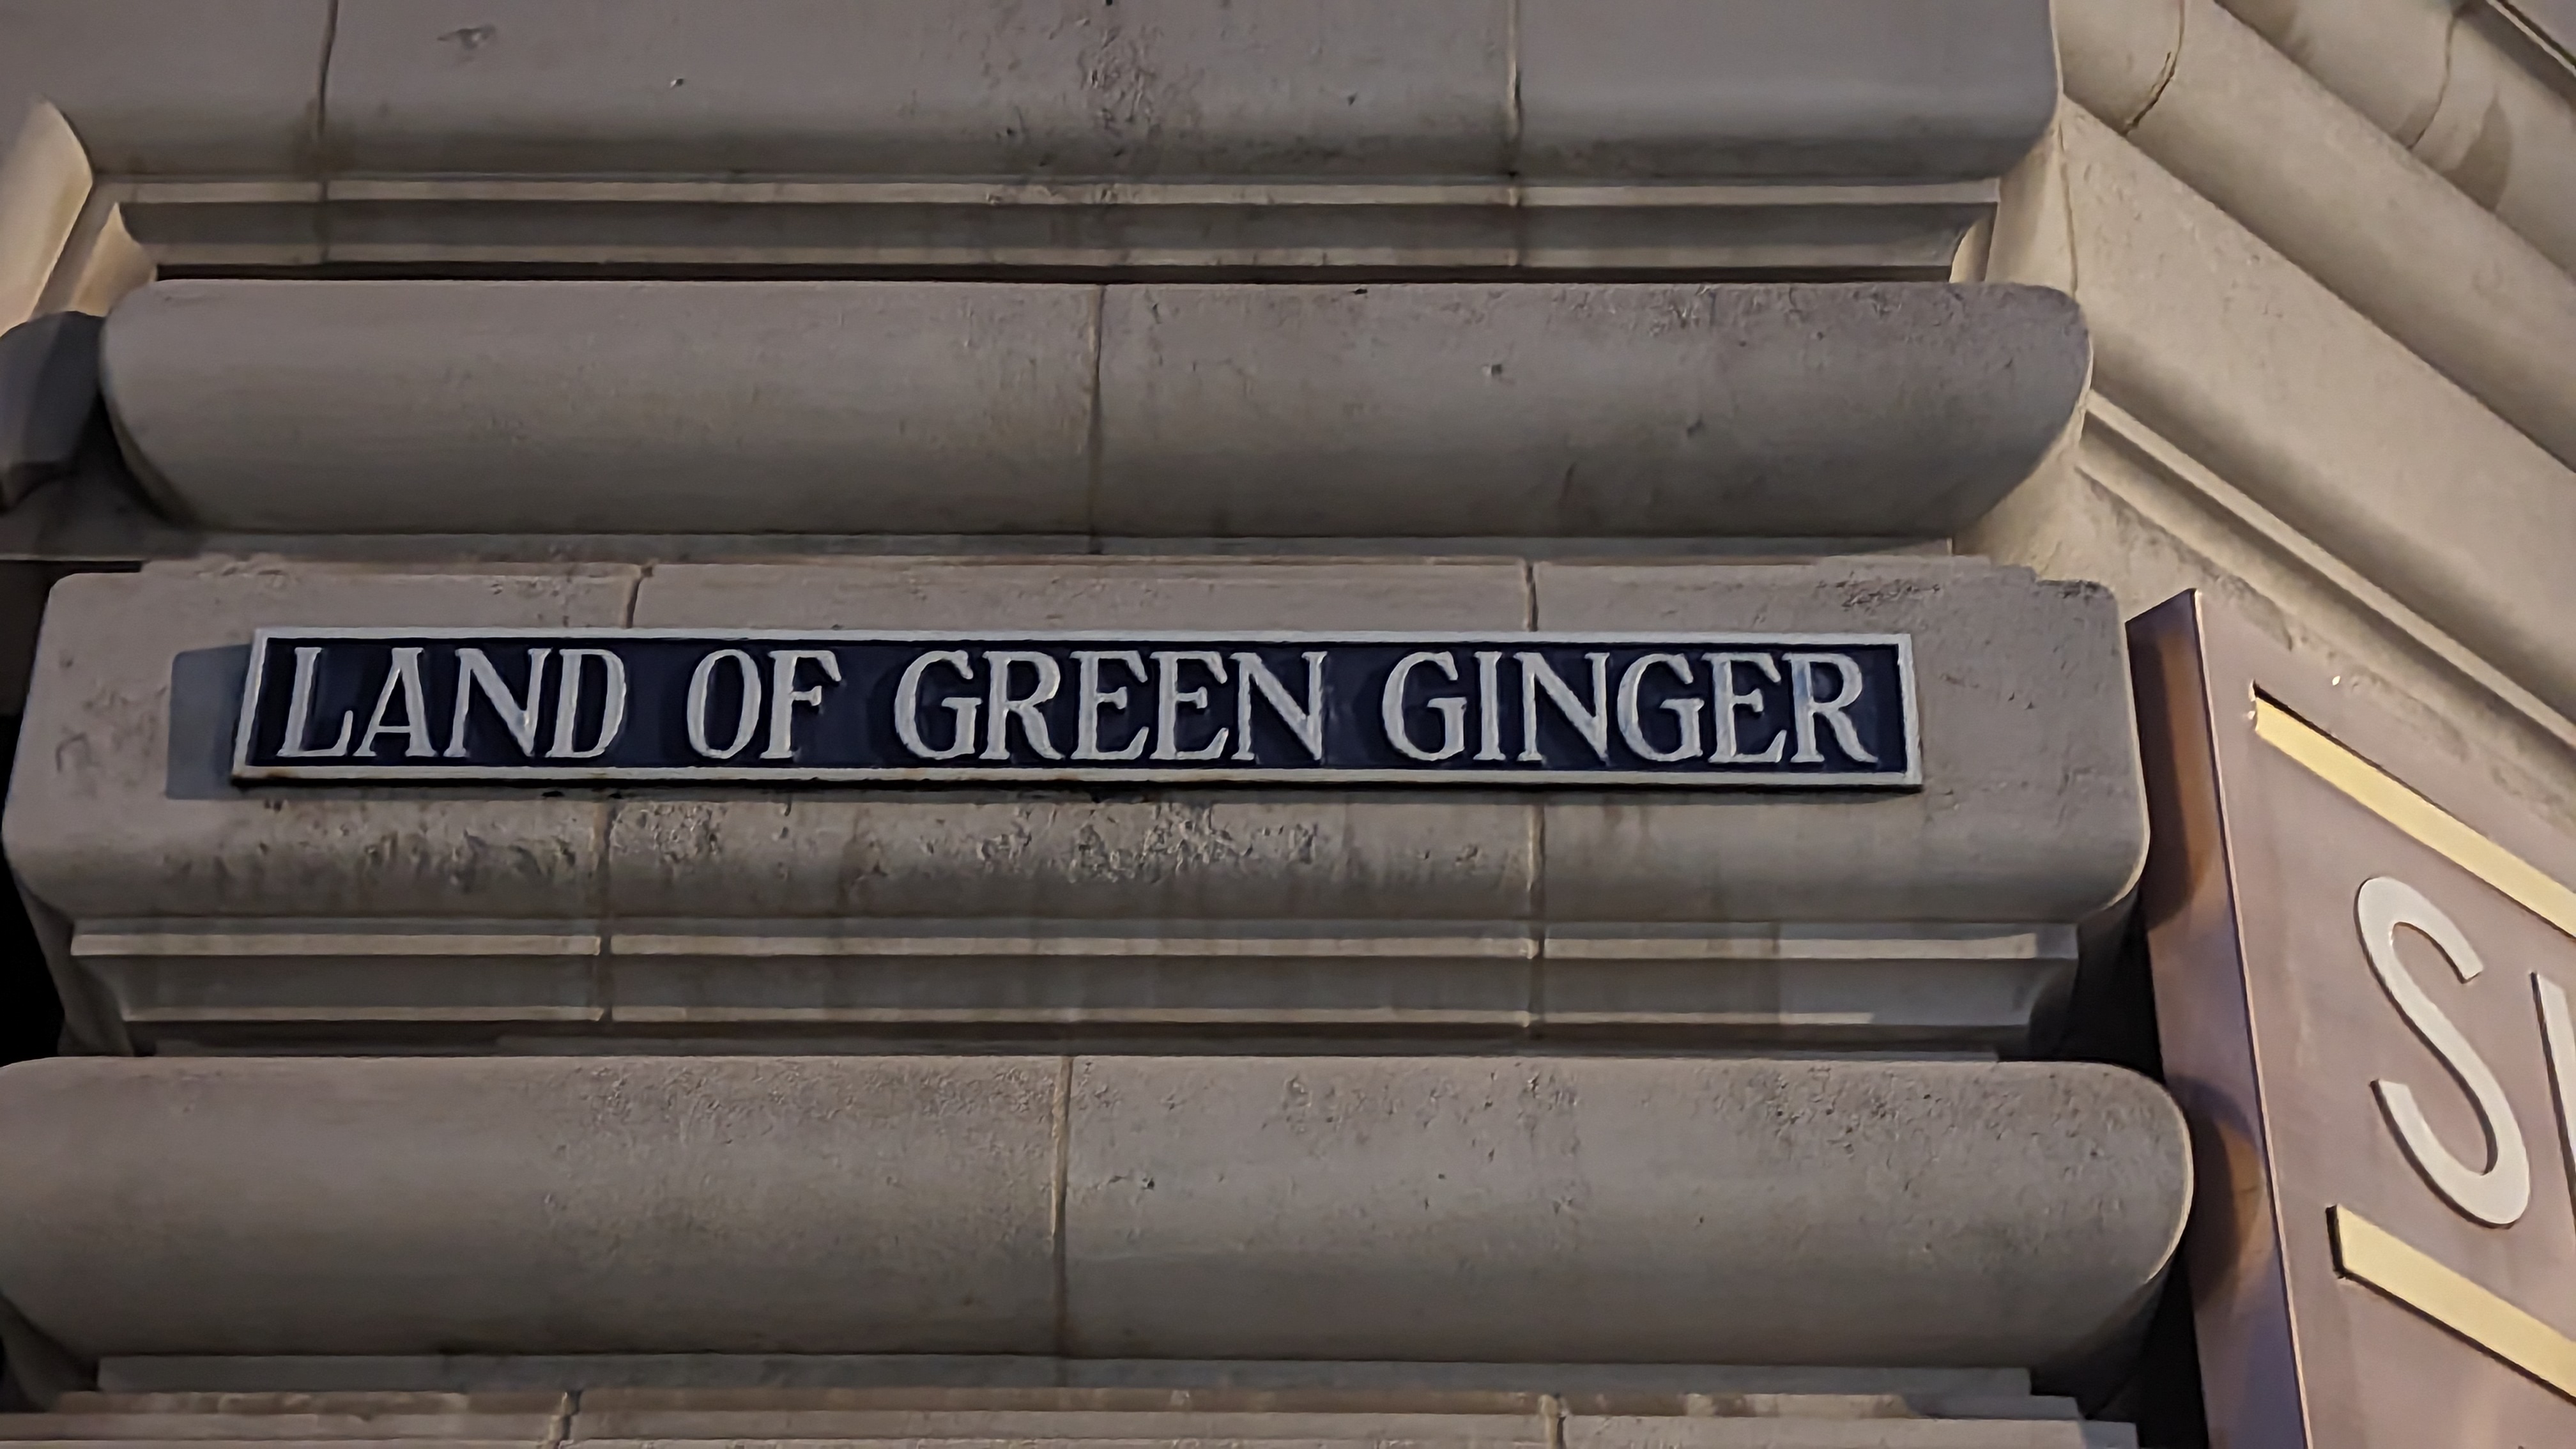 LAND OF GREEN GINGER